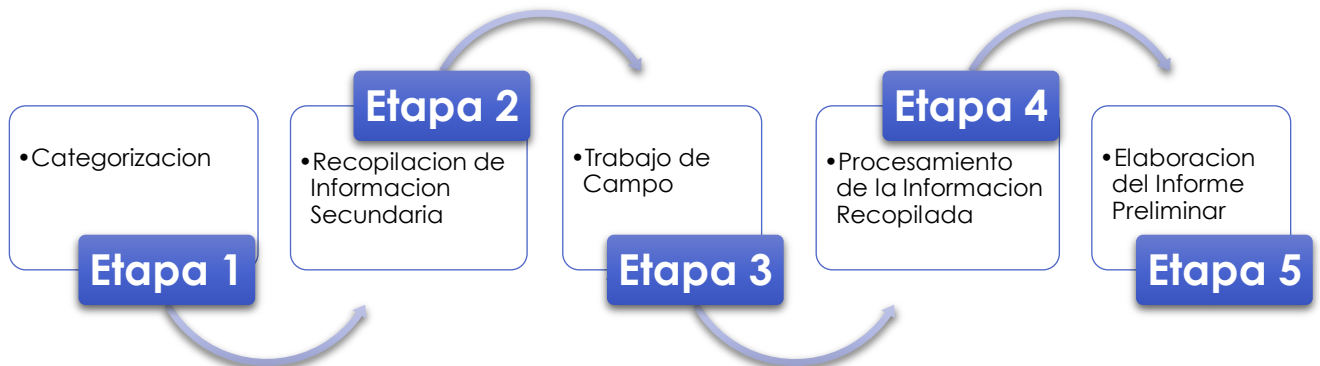 Etapa 1
•Categorizacion
Etapa 2
•Recopilacion de
Informacion
Secundaria
Etapa 3
•Trabajo de
Campo
Etapa 4
•Procesamiento
de la Informacion
Recopilada
Etapa 5
•Elaboracion
del Informe
Preliminar